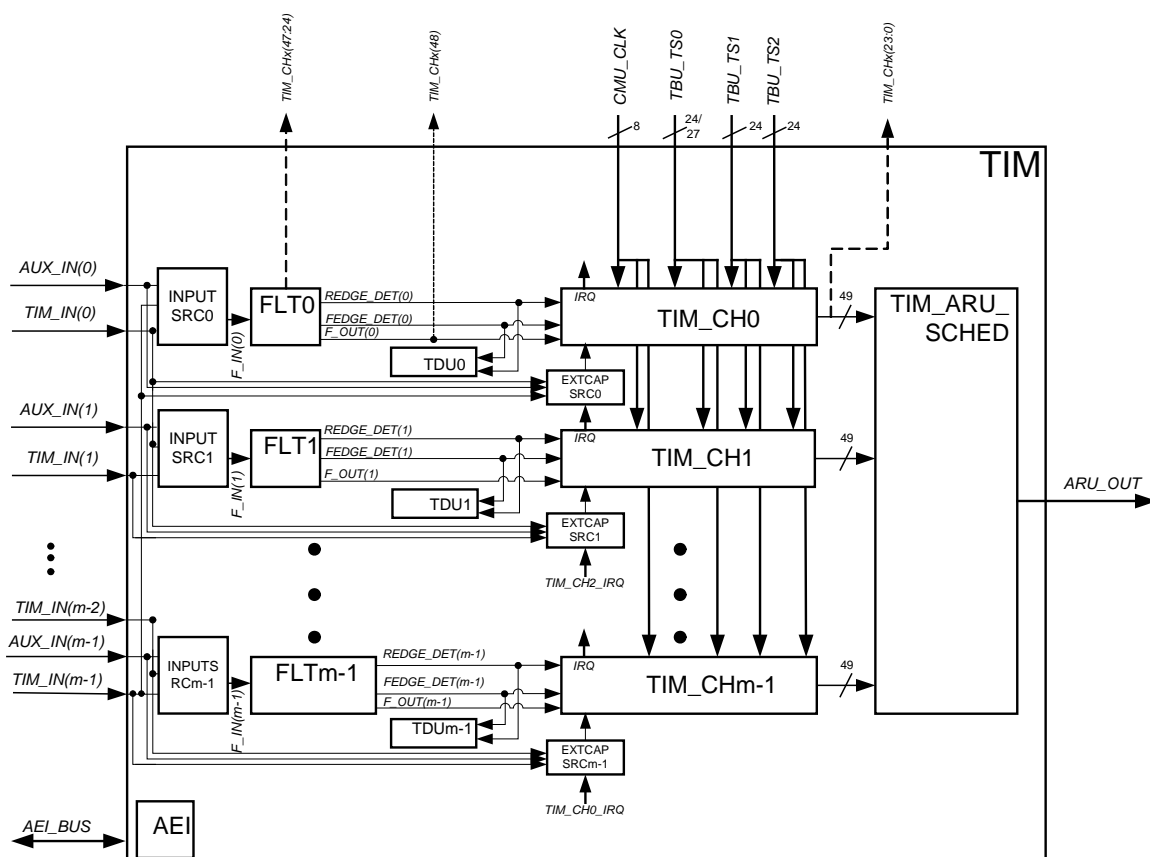 TIM_CHx(47:24)
TIM_CHx(48)
CMU_CLK
TBU_TS0
TBU_TS1
TBU_TS2
TIM_CHx(23:0)
8
24/
27
24
24
TIM
AUX_IN(0)
TIM_IN(0)
INPUT
SRC0
F_IN(0)
FLT0
REDGE_DET(0)
FEDGE_DET(0)
F_OUT(0)
TDU0
IRQ
TIM_CH0
EXTCAP
SRC0
49
TIM_ARU_
SCHED
AUX_IN(1)
TIM_IN(1)
INPUT
SRC1
F_IN(1)
FLT1
REDGE_DET(1)
FEDGE_DET(1)
F_OUT(1)
TDU1
IRQ
TIM_CH1
EXTCAP
SRC1
TIM_CH2_IRQ
49
ARU_OUT
TIM_IN(m-2)
AUX_IN(m-1)
TIM_IN(m-1)
INPUTS
RCm-1
F_IN(m-1)
FLTm-1
REDGE_DET(m-1)
FEDGE_DET(m-1)
F_OUT(m-1)
TDUm-1
IRQ
TIM_CHm-1
EXTCAP
SRCm-1
TIM_CH0_IRQ
49
AEI_BUS
AEI